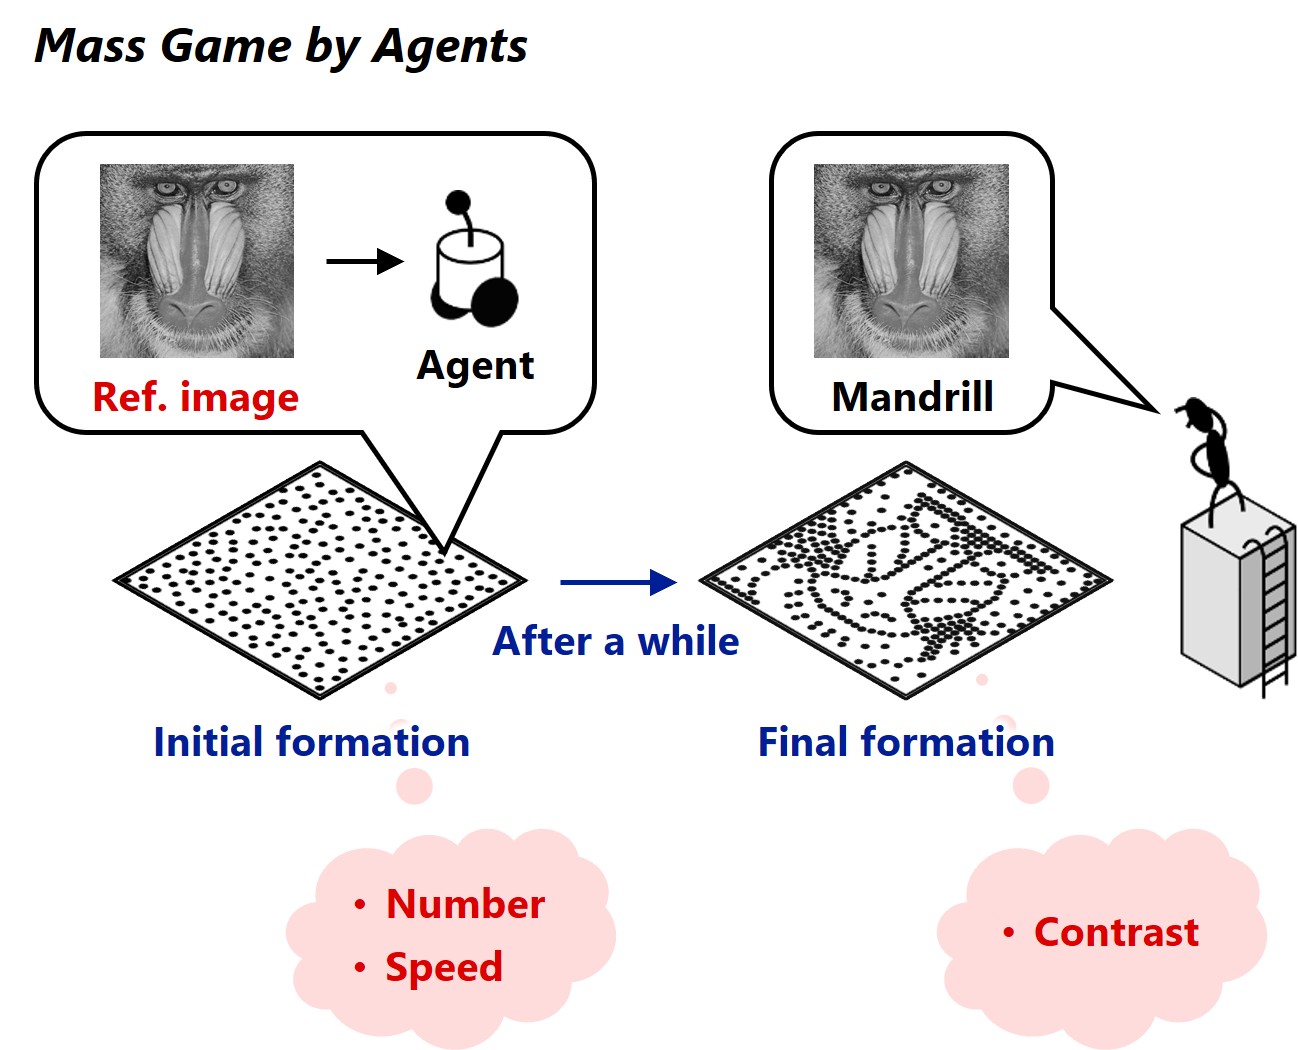 Mass Game by Agents
Ref. image
Agent
Mandrill
After a while
Initial formation
Final formation
• Number
• Speed
• Contrast